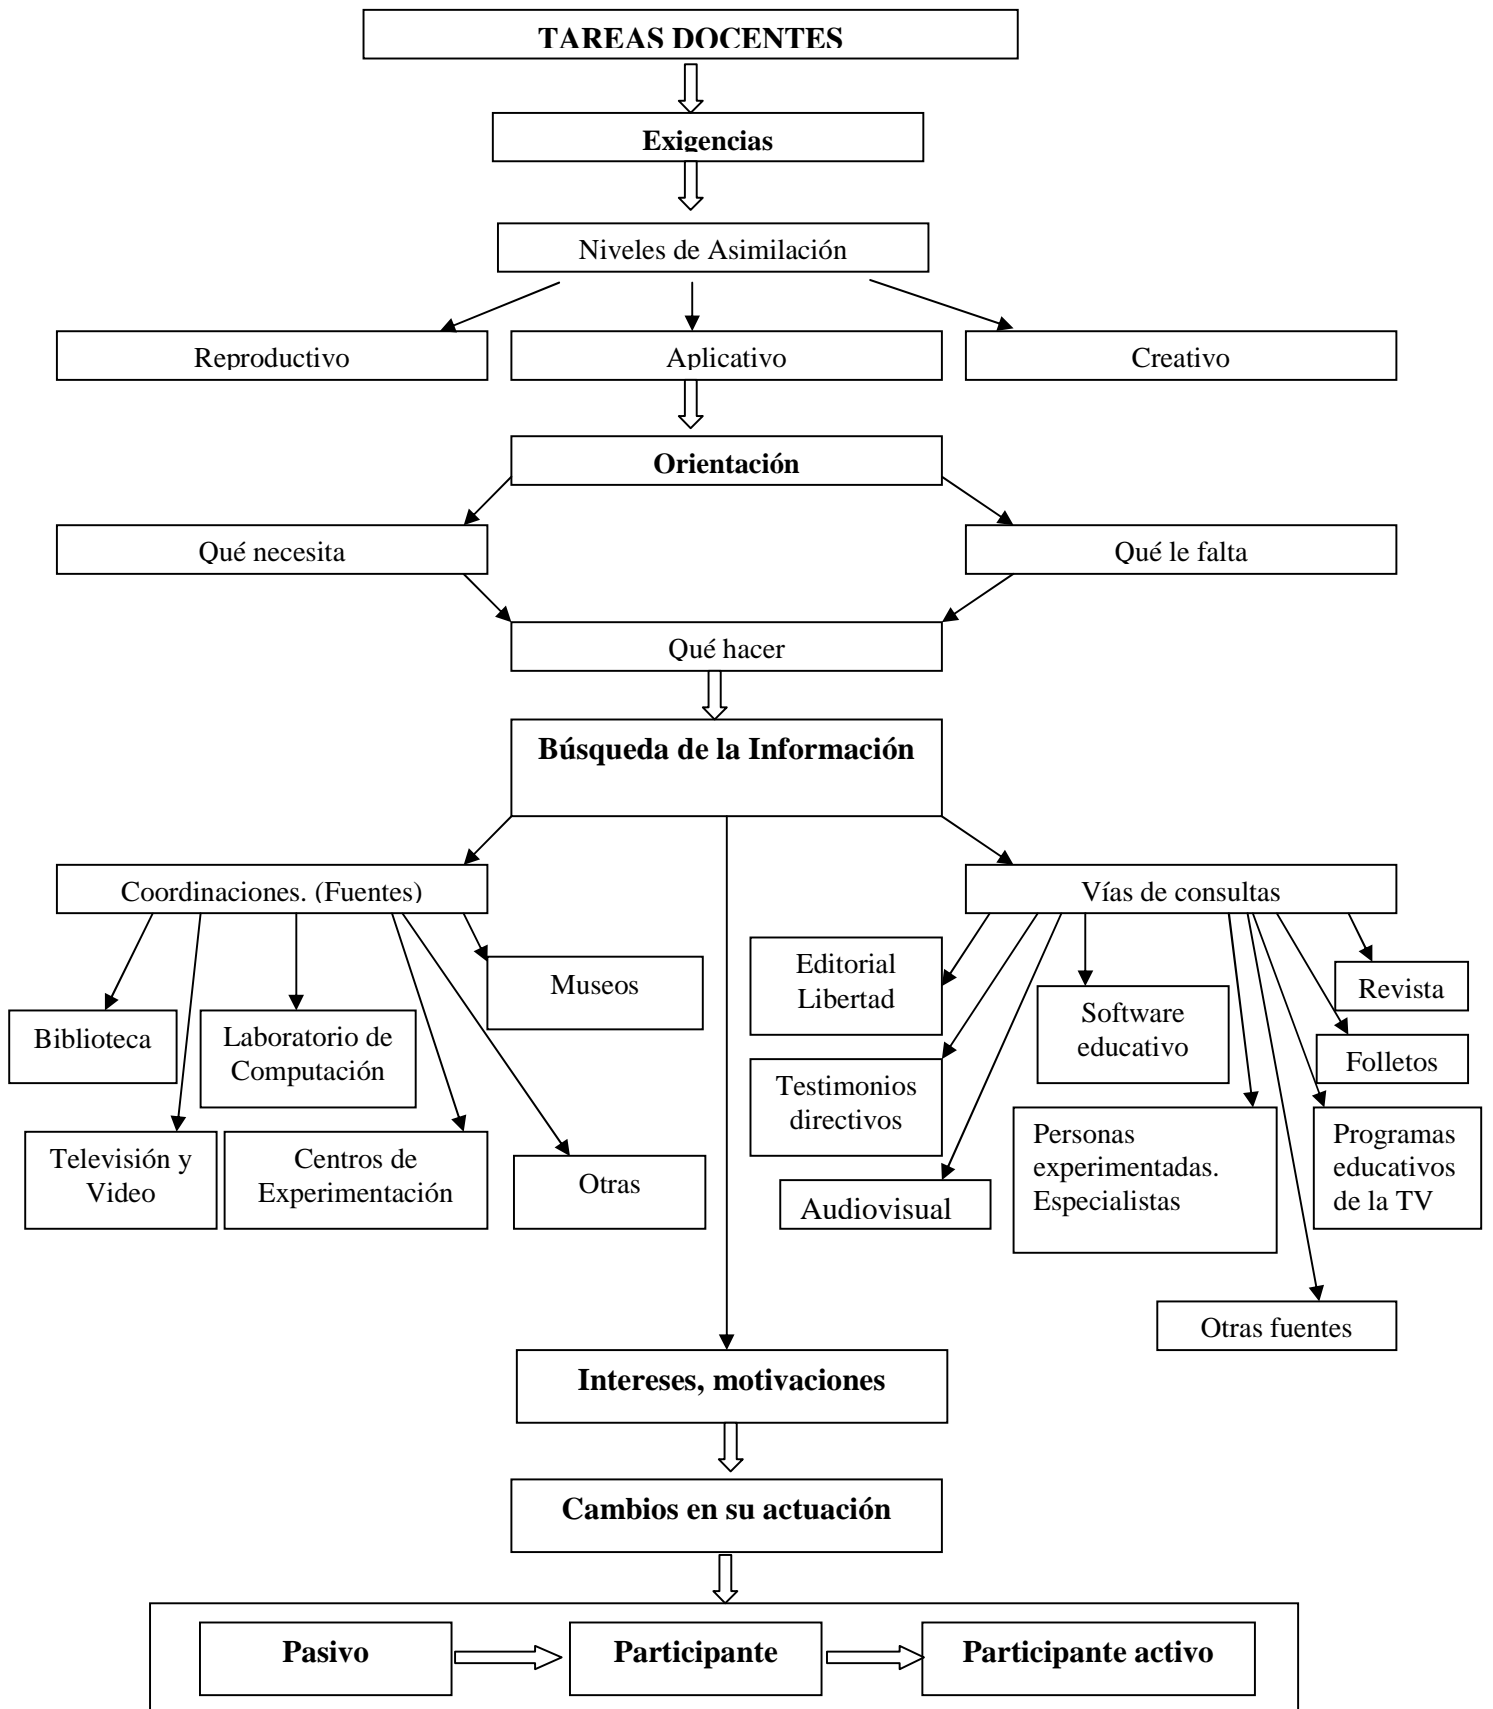 TAREAS DOCENTES
Exigencias
Niveles de Asimilación
Reproductivo
Aplicativo
Creativo
Orientación
Qué necesita
Qué le falta
Qué hacer
Búsqueda de la Información
Coordinaciones. (Fuentes)
Vías de consultas
Museos
Biblioteca
Laboratorio de
Computación
Televisión y
Video
Centros de
Experimentación
Otras
Editorial
Libertad
Testimonios
directivos
Audiovisual
Software
educativo
Personas
experimentadas.
Especialistas
Revista
Folletos
Programas
educativos
de la TV
Otras fuentes
Intereses, motivaciones
Cambios en su actuación
Pasivo
Participante
Participante activo